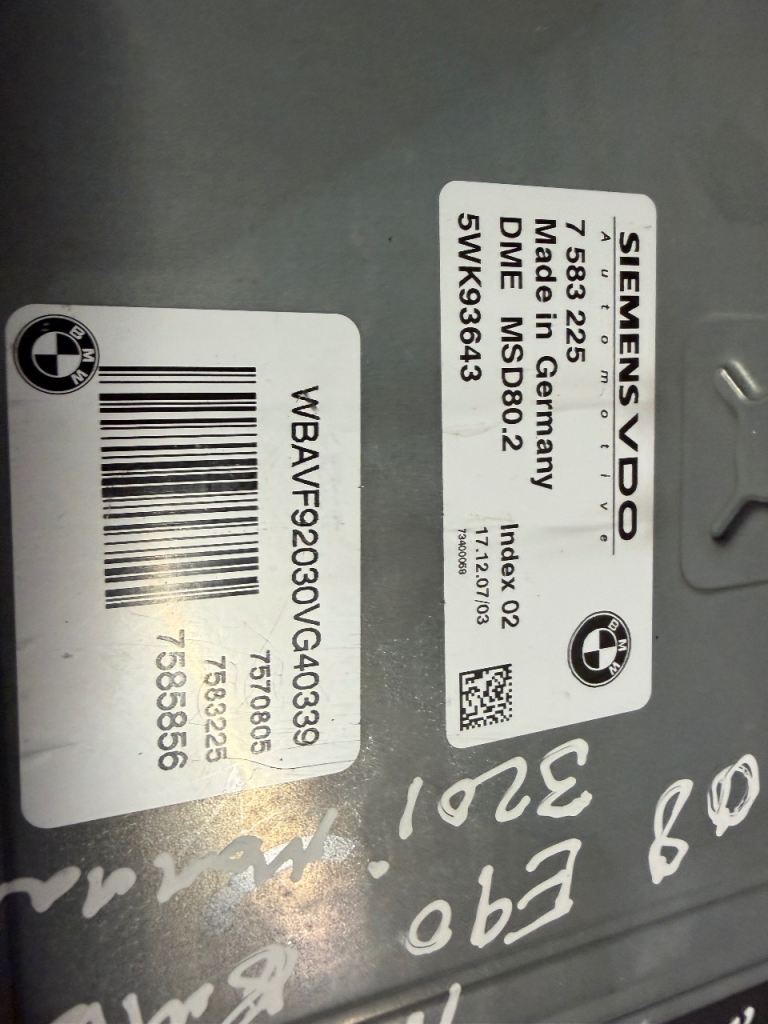 SIEMENS VDO
Automotive
7 583 225
Made in Germany
DME MSD80.2
5WK93643
Index 02
17.12.07/03
73400068
BMW
WBAVF92030VG40339
7570805
7583225
7585856
BMW
08
320i
E90